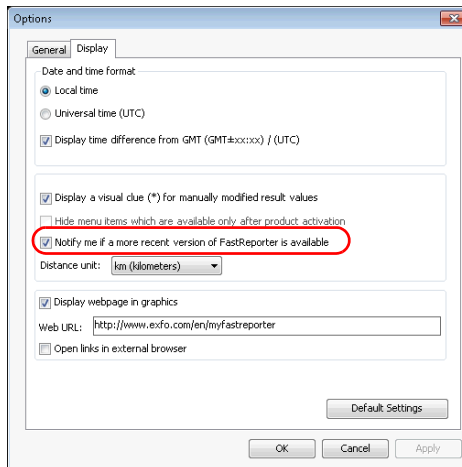 Options
General Display
Date and time format
Local time
Universal time (UTC)
Display time difference from GMT (GMT±xx:xx) / (UTC)
Display a visual clue (*) for manually modified result values
Hide menu items which are available only after product activation
Notify me if a more recent version of FastReporter is available
Distance unit: km (kilometers)
Display webpage in graphics
Web URL: http://www.exfo.com/en/myfastreporter
Open links in external browser
Default Settings
OK Cancel Apply